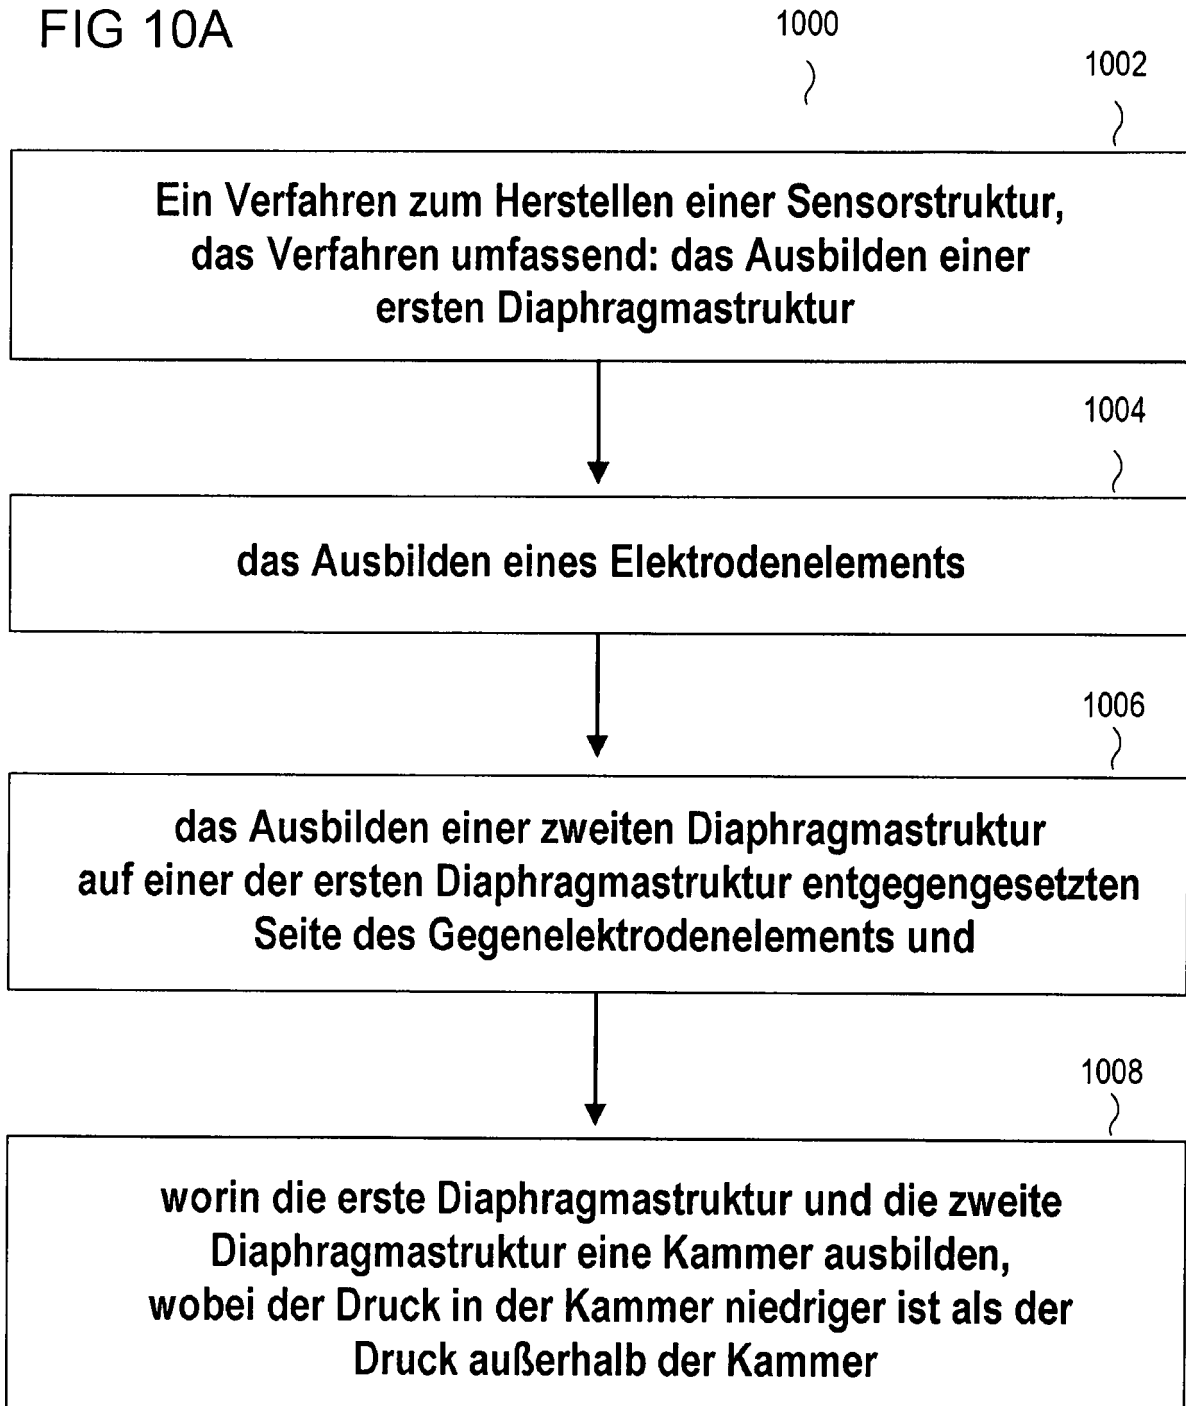 FIG 10A
1000
1002
Ein Verfahren zum Herstellen einer Sensorstruktur,
das Verfahren umfassend: das Ausbilden einer
ersten Diaphragmastruktur
1004
das Ausbilden eines Elektrodenelements
1006
das Ausbilden einer zweiten Diaphragmastruktur
auf einer der ersten Diaphragmastruktur entgegengesetzten
Seite des Gegenelektrodenelements und
1008
worin die erste Diaphragmastruktur und die zweite
Diaphragmastruktur eine Kammer ausbilden,
wobei der Druck in der Kammer niedriger ist als der
Druck außerhalb der Kammer